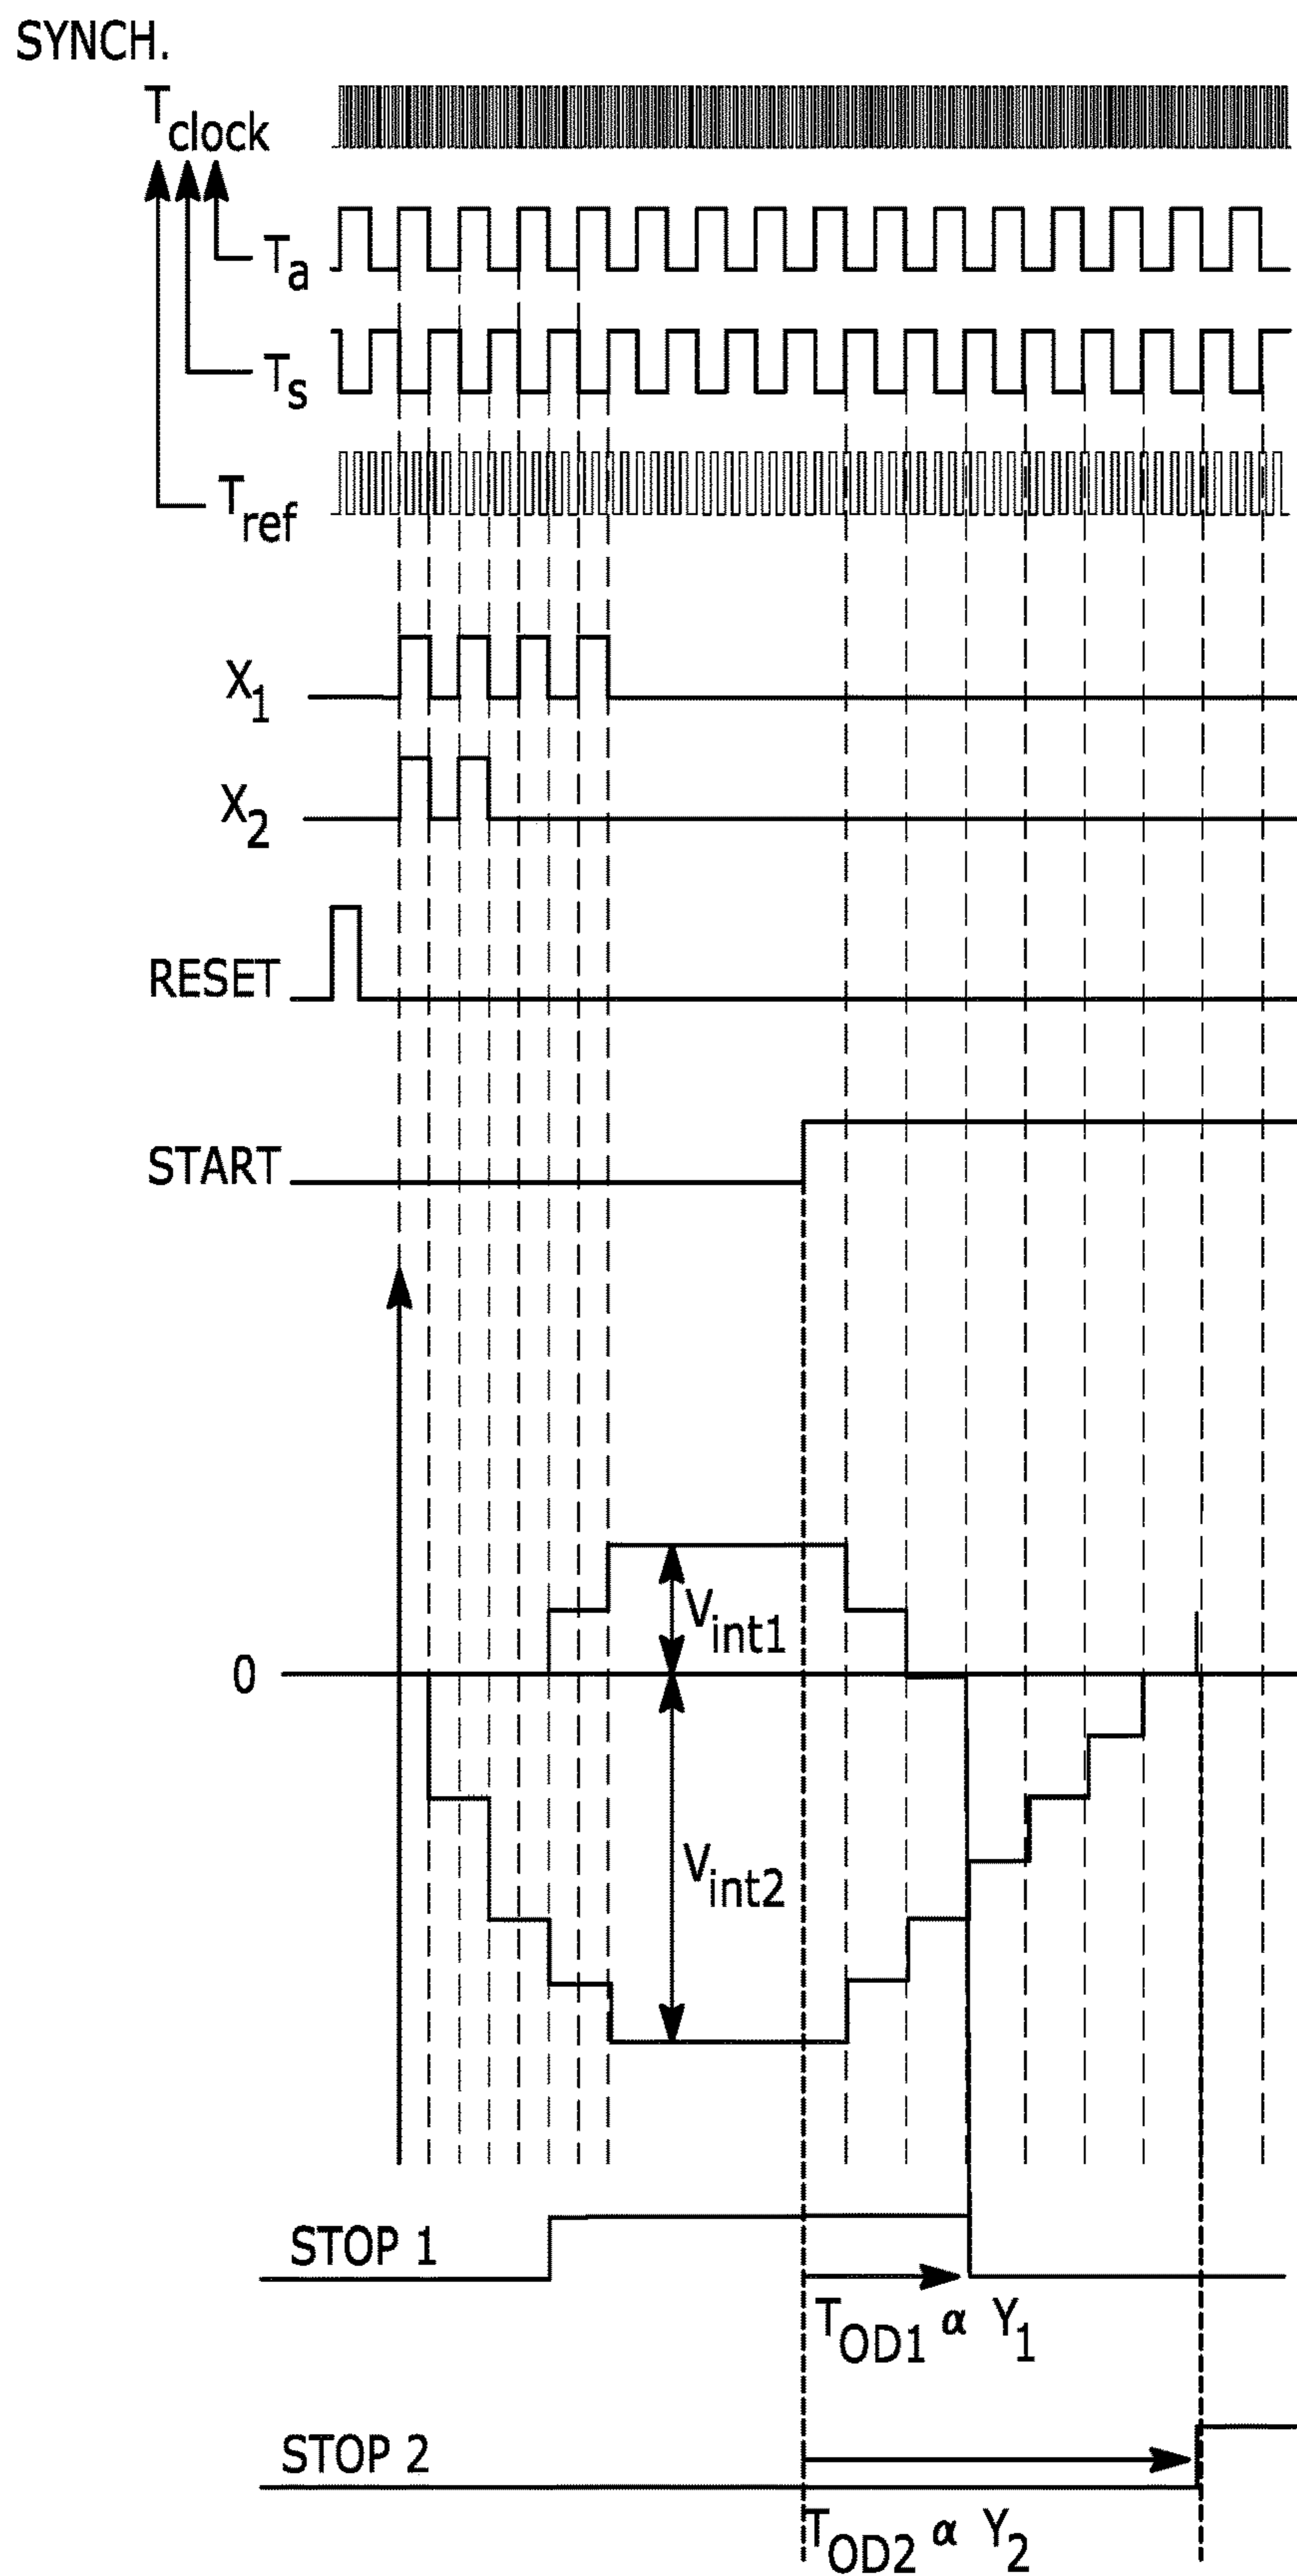 SYNCH.
Tclock
Ta
Ts
Tref
X1
X2
RESET
START
Vint1
0
Vint2
STOP 1
TOD1 α Y1
STOP 2
TOD2 α Y2